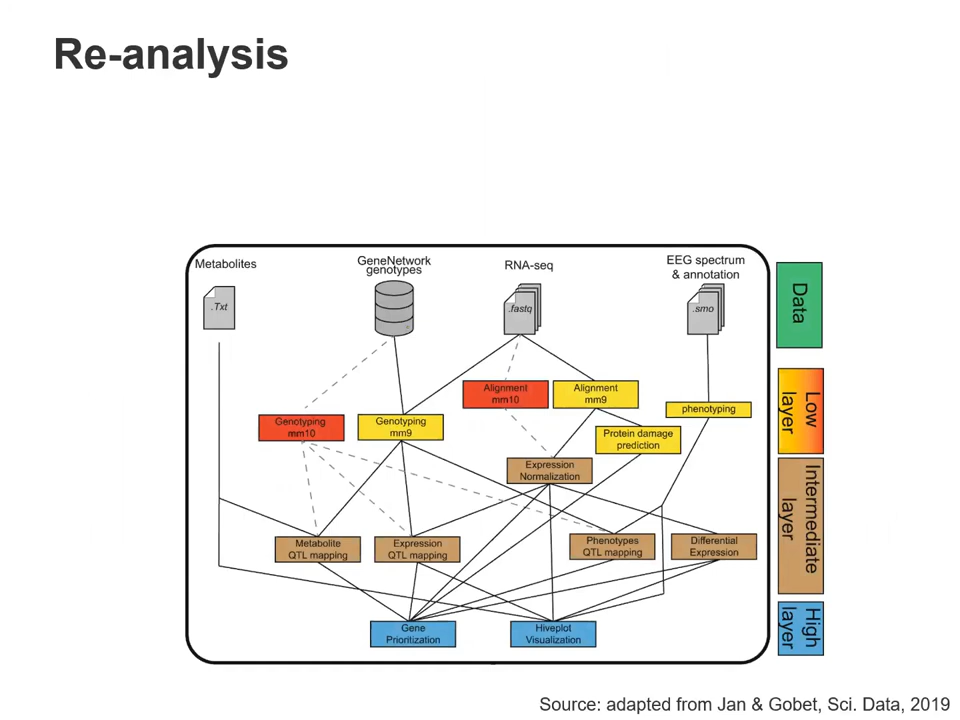 Re-analysis
Metabolites
GeneNetwork
genotypes
RNA-seq
EEG spectrum
& annotation
.Txt
.fastq
.smo
Data
Alignment
mm10
Alignment
mm9
phenotyping
Genotyping
mm10
Genotyping
mm9
Protein damage
prediction
Low
layer
Expression
Normalization
Metabolite
QTL mapping
Expression
QTL mapping
Phenotypes
QTL mapping
Differential
Expression
Intermediate
layer
Gene
Prioritization
Hiveplot
Visualization
High
layer
Source: adapted from Jan & Gobet, Sci. Data, 2019